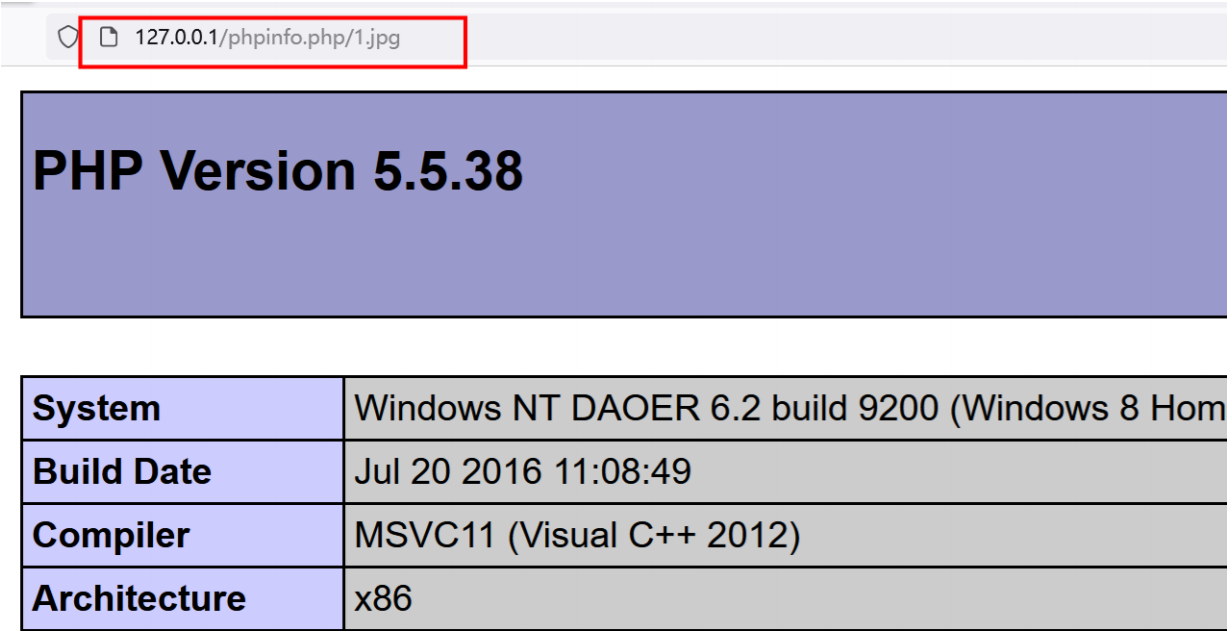 127.0.0.1/phpinfo.php/1.jpg
PHP Version 5.5.38
System Windows NT DAOER 6.2 build 9200 (Windows 8 Hom
Build Date Jul 20 2016 11:08:49
Compiler MSVC11 (Visual C++ 2012)
Architecture x86